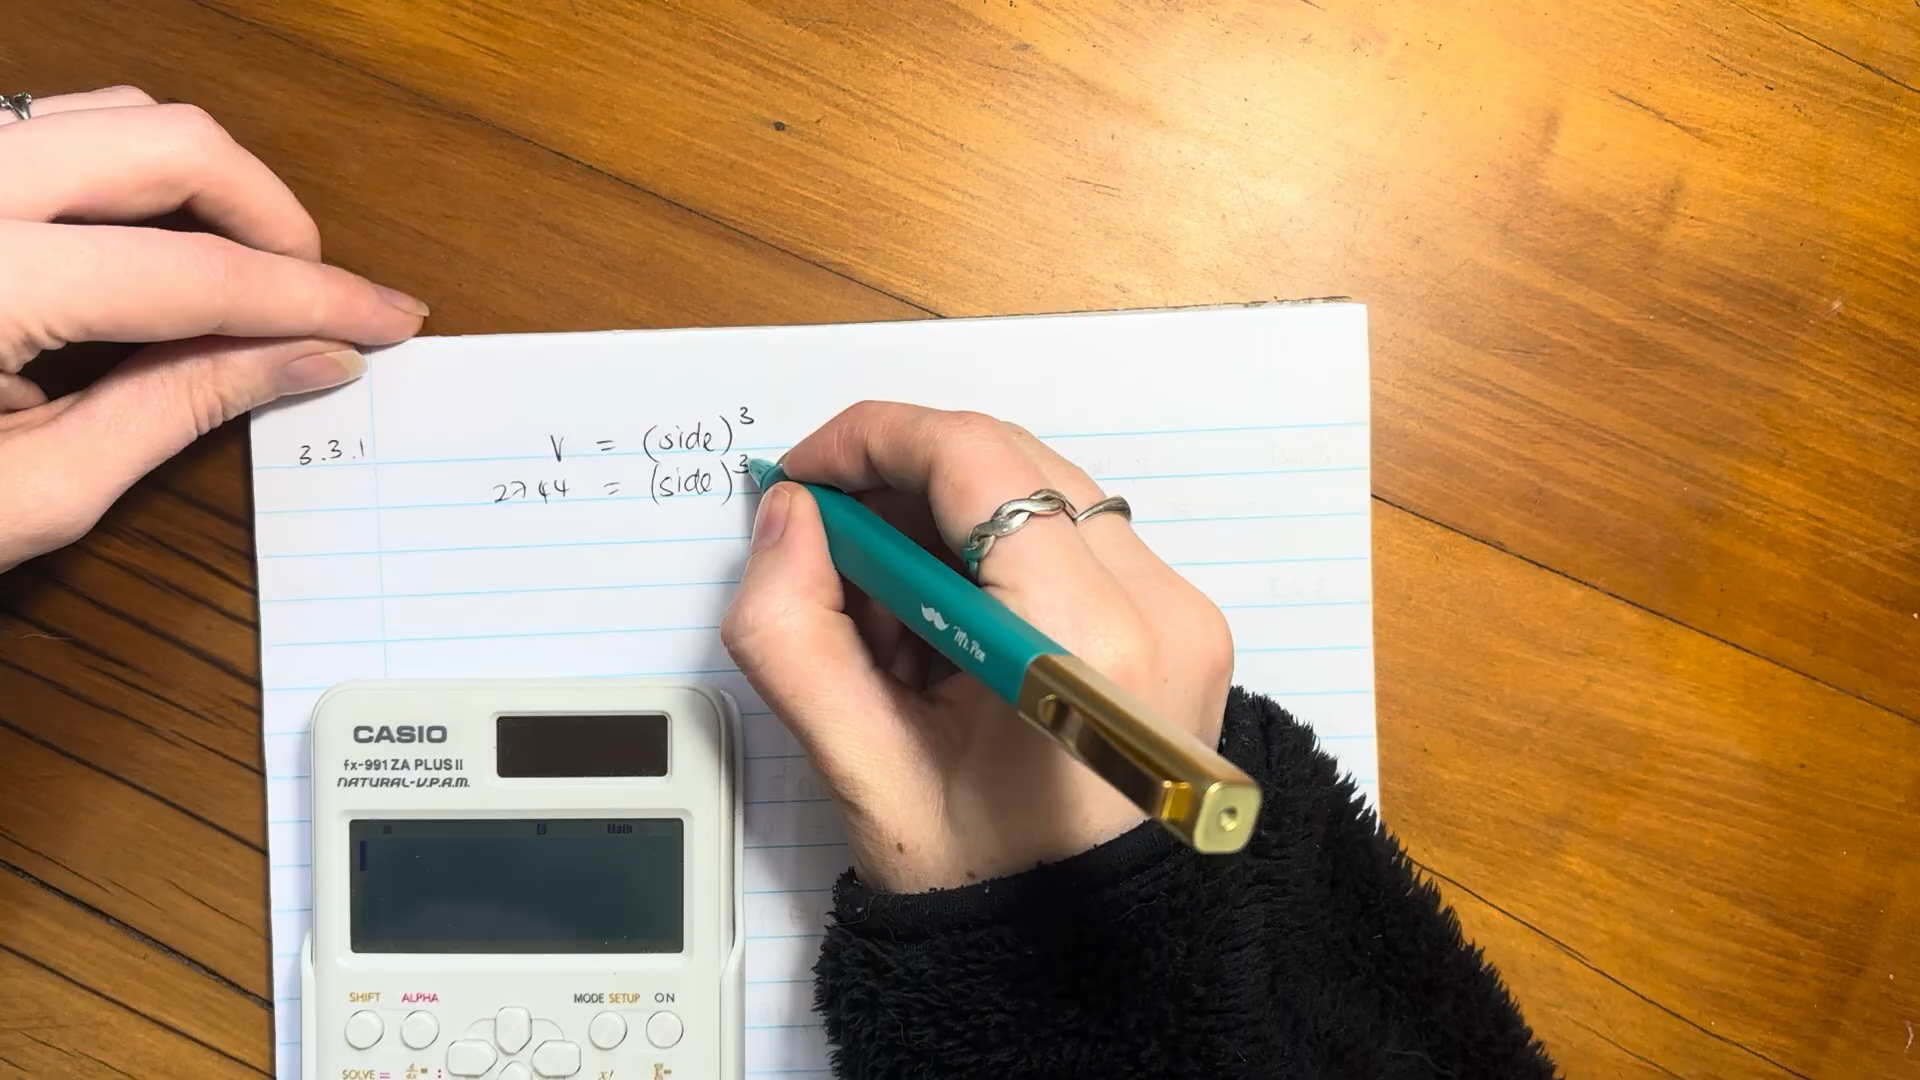 3.3.1 V = (side)³
2744 = (side)³
Mr. Pen
CASIO
fx-991ZA PLUS II
NATURAL-V.P.A.M.
Math
SHIFT ALPHA MODE SETUP ON
SOLVE = d/dx = : x!